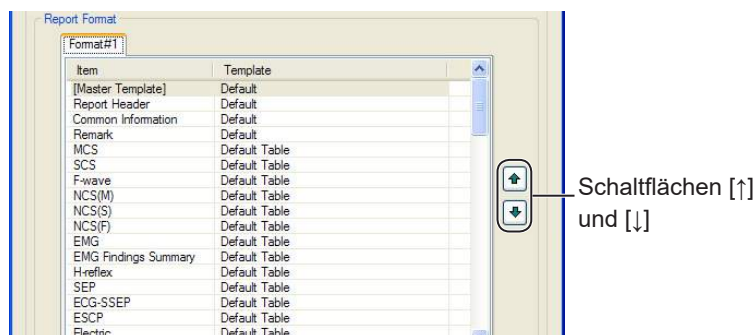 Report Format
Format#1
Item Template
[Master Template] Default
Report Header Default
Common Information Default
Remark Default
MCS Default Table
SCS Default Table
F-wave Default Table
NCS(M) Default Table
NCS(S) Default Table
NCS(F) Default Table
EMG Default Table
EMG Findings Summary Default Table
H-reflex Default Table
SEP Default Table
ECG-SSEP Default Table
ESCP Default Table
Electric Default Table
Schaltflächen [↑]
und [↓]